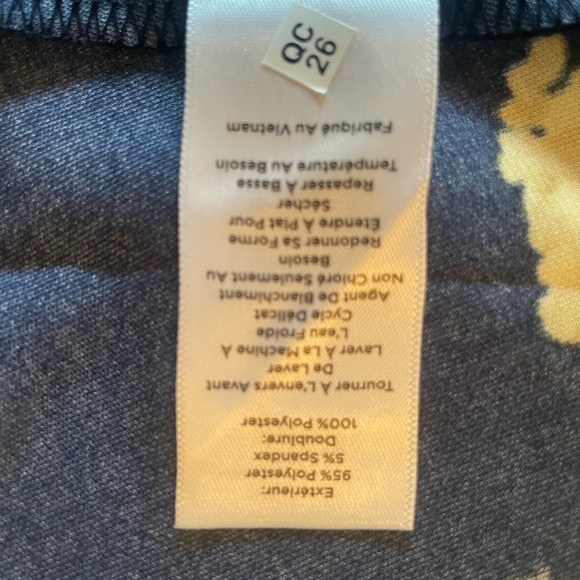 Extérieur:
95% Polyester
5% Spandex
Doublure:
100% Polyester
Tourner À L'envers Avant
De Laver
Laver À La Machine À
L'eau Froide
Cycle Délicat
Agent De Blanchiment
Non Chloré Seulement Au
Besoin
Redonner Sa Forme
Étendre À Plat Pour
Sécher
Repasser À Basse
Température Au Besoin
Fabriqué Au Vietnam
QC
26